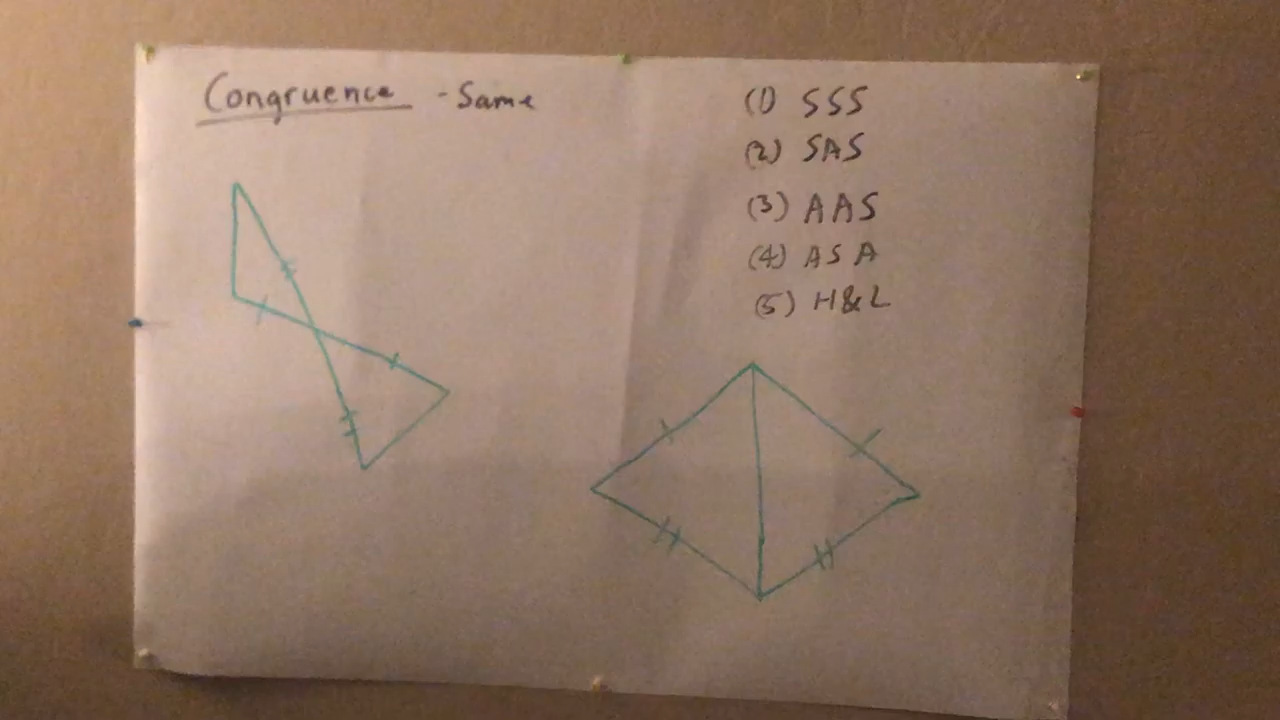 Congruence - Same
(1) SSS
(2) SAS
(3) AAS
(4) ASA
(5) H&L